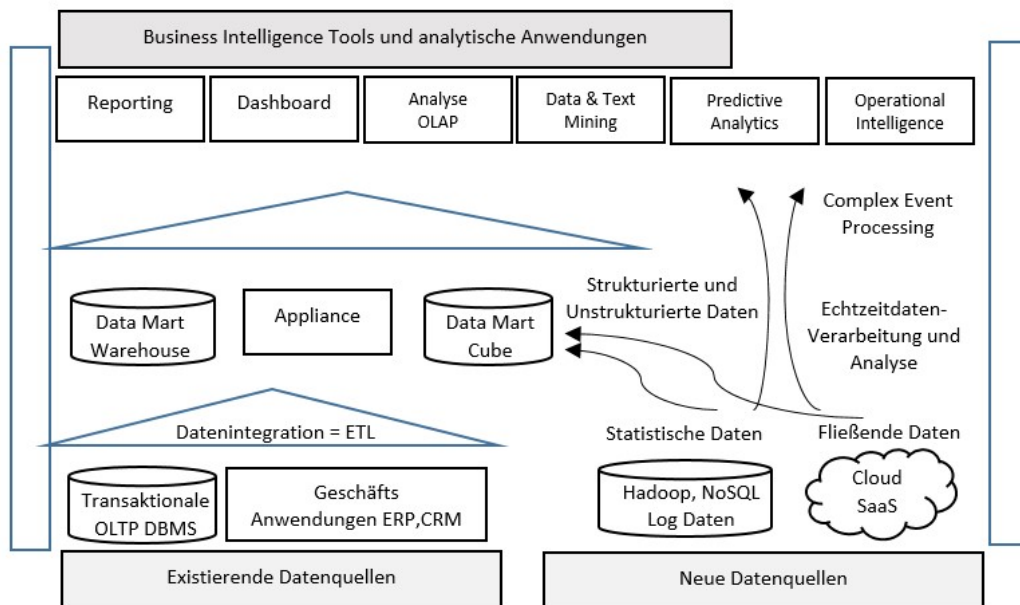 Business Intelligence Tools und analytische Anwendungen
Reporting
Dashboard
Analyse
OLAP
Data & Text
Mining
Predictive
Analytics
Operational
Intelligence
Complex Event
Processing
Strukturierte und
Unstrukturierte Daten
Echtzeitdaten-
Verarbeitung und
Analyse
Data Mart
Warehouse
Appliance
Data Mart
Cube
Datenintegration = ETL
Statistische Daten
Fließende Daten
Transaktionale
OLTP DBMS
Geschäfts
Anwendungen ERP,CRM
Hadoop, NoSQL
Log Daten
Cloud
SaaS
Existierende Datenquellen
Neue Datenquellen